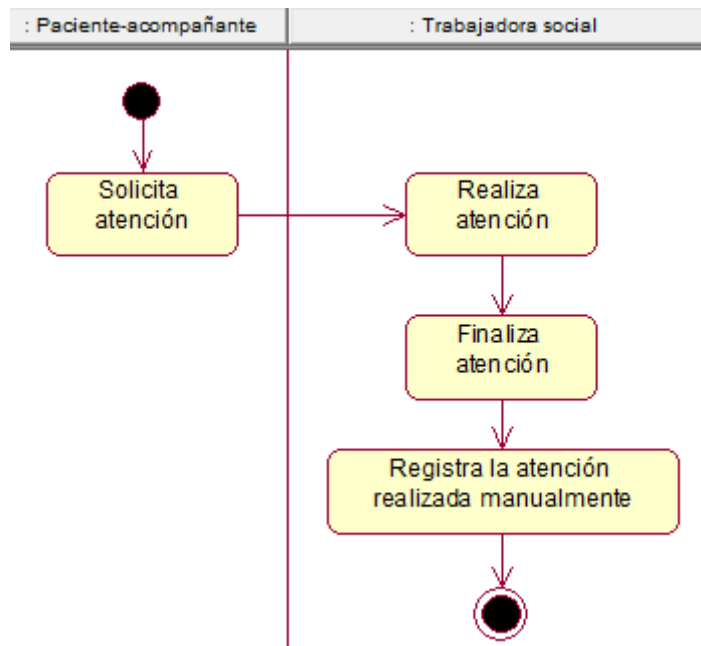 : Paciente-acompañante
: Trabajadora social
Solicita
atención
Realiza
atención
Finaliza
atención
Registra la atención
realizada manualmente